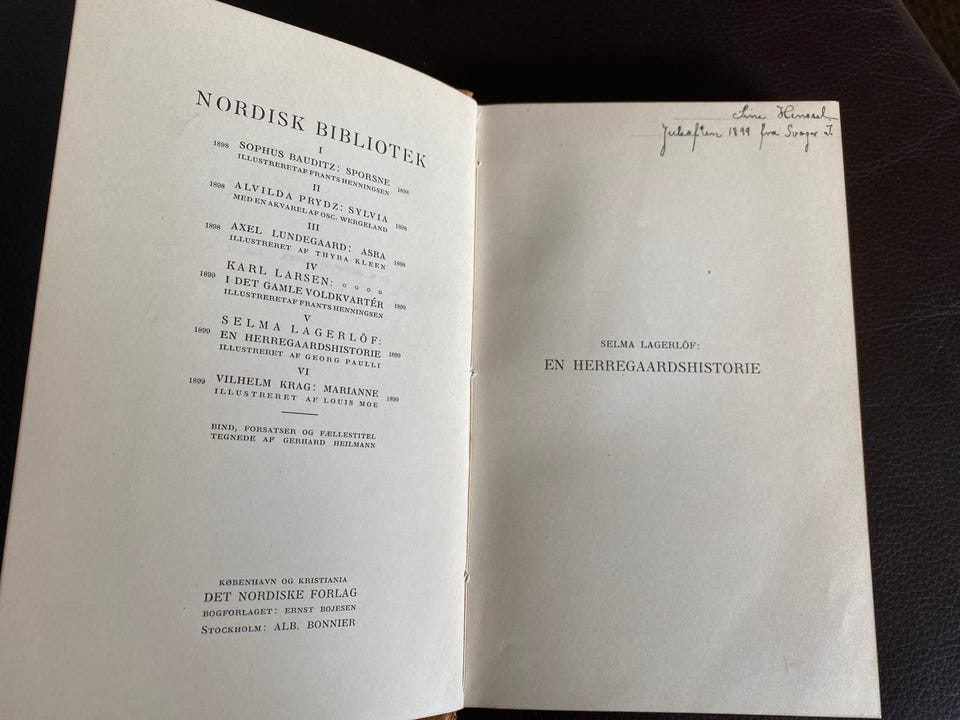 NORDISK BIBLIOTEK
I
1898 SOPHUS BAUDITZ: SPORSNE 1898
ILLUSTRERET AF FRANTS HENNINGSEN
II
1898 ALVILDA PRYDZ: SYLVIA 1898
MED EN AKVAREL AF OSC. WERGELAND
III
1898 AXEL LUNDEGAARD: ASRA 1898
ILLUSTRERET AF THYRA KLEEN
IV
KARL LARSEN: ° ° ° °
1899 I DET GAMLE VOLDKVARTÉR 1899
ILLUSTRERET AF FRANTS HENNINGSEN
V
SELMA LAGERLÖF:
1899 EN HERREGAARDSHISTORIE 1899
ILLUSTRERET AF GEORG PAULLI
VI
1899 VILHELM KRAG: MARIANNE 1899
ILLUSTRERET AF LOUIS MOE
BIND, FORSATSER OG FÆLLESTITEL
TEGNEDE AF GERHARD HEILMANN
KØBENHAVN OG KRISTIANIA
DET NORDISKE FORLAG
BOGFORLAGET: ERNST BOJESEN
STOCKHOLM: ALB. BONNIER
Sine
Juleaften 1899 fra Svoger J.
SELMA LAGERLÖF:
EN HERREGAARDSHISTORIE